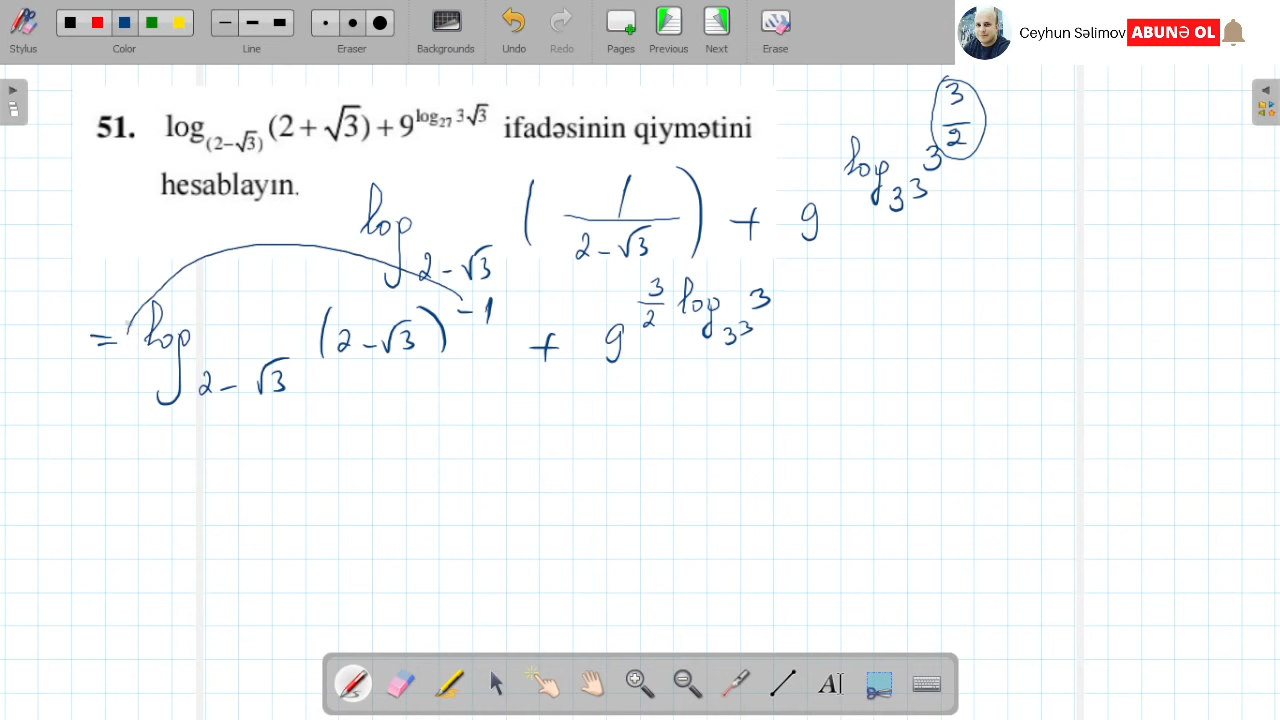 Stylus Color Line Eraser Backgrounds Undo Redo Pages Previous Next Erase
Ceyhun Səlimov ABUNƏ OL
51. log_(2−√3) (2 + √3) + 9^(log_27 3√3) ifadəsinin qiymətini
hesablayın.
log_(2−√3) (1/(2−√3)) + 9^(log_(3^3) 3^(3/2))
= log_(2−√3) (2−√3)^(−1) + 9^(3/2 log_(3^3) 3)